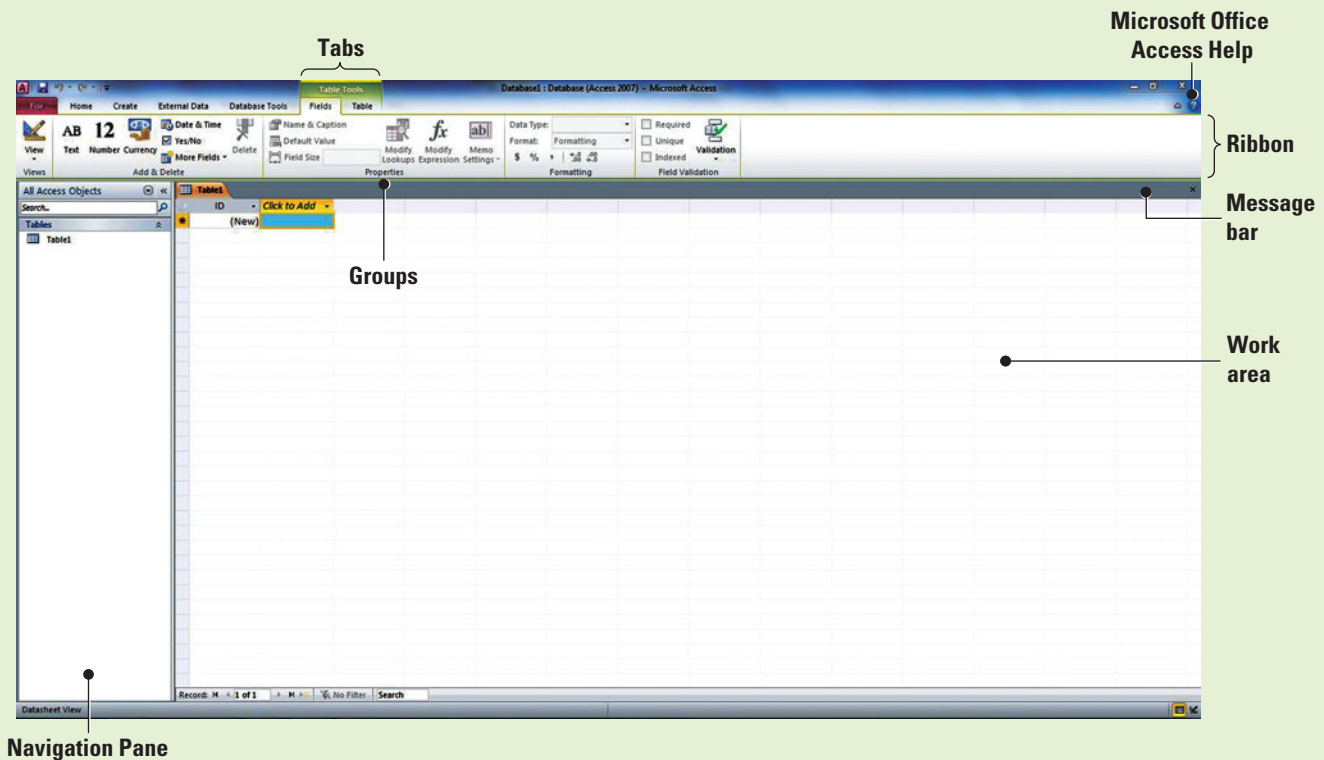 Microsoft Office
Access Help
Tabs
Table Tools
Database1 : Database (Access 2007) - Microsoft Access
File Home Create External Data Database Tools Fields Table
View
Views
AB
Text
12
Number
Currency
Date & Time
Yes/No
More Fields
Delete
Add & Delete
Name & Caption
Default Value
Field Size
Modify
Lookups
fx
Modify
Expression
ab
Memo
Settings
Properties
Data Type:
Format: Formatting
$ % ,
Formatting
Required
Unique
Indexed
Validation
Field Validation
Ribbon
All Access Objects
Search...
Tables
Table1
Table1
ID Click to Add
(New)
Message
bar
Groups
Work
area
Record: 1 of 1 No Filter Search
Datasheet View
Navigation Pane